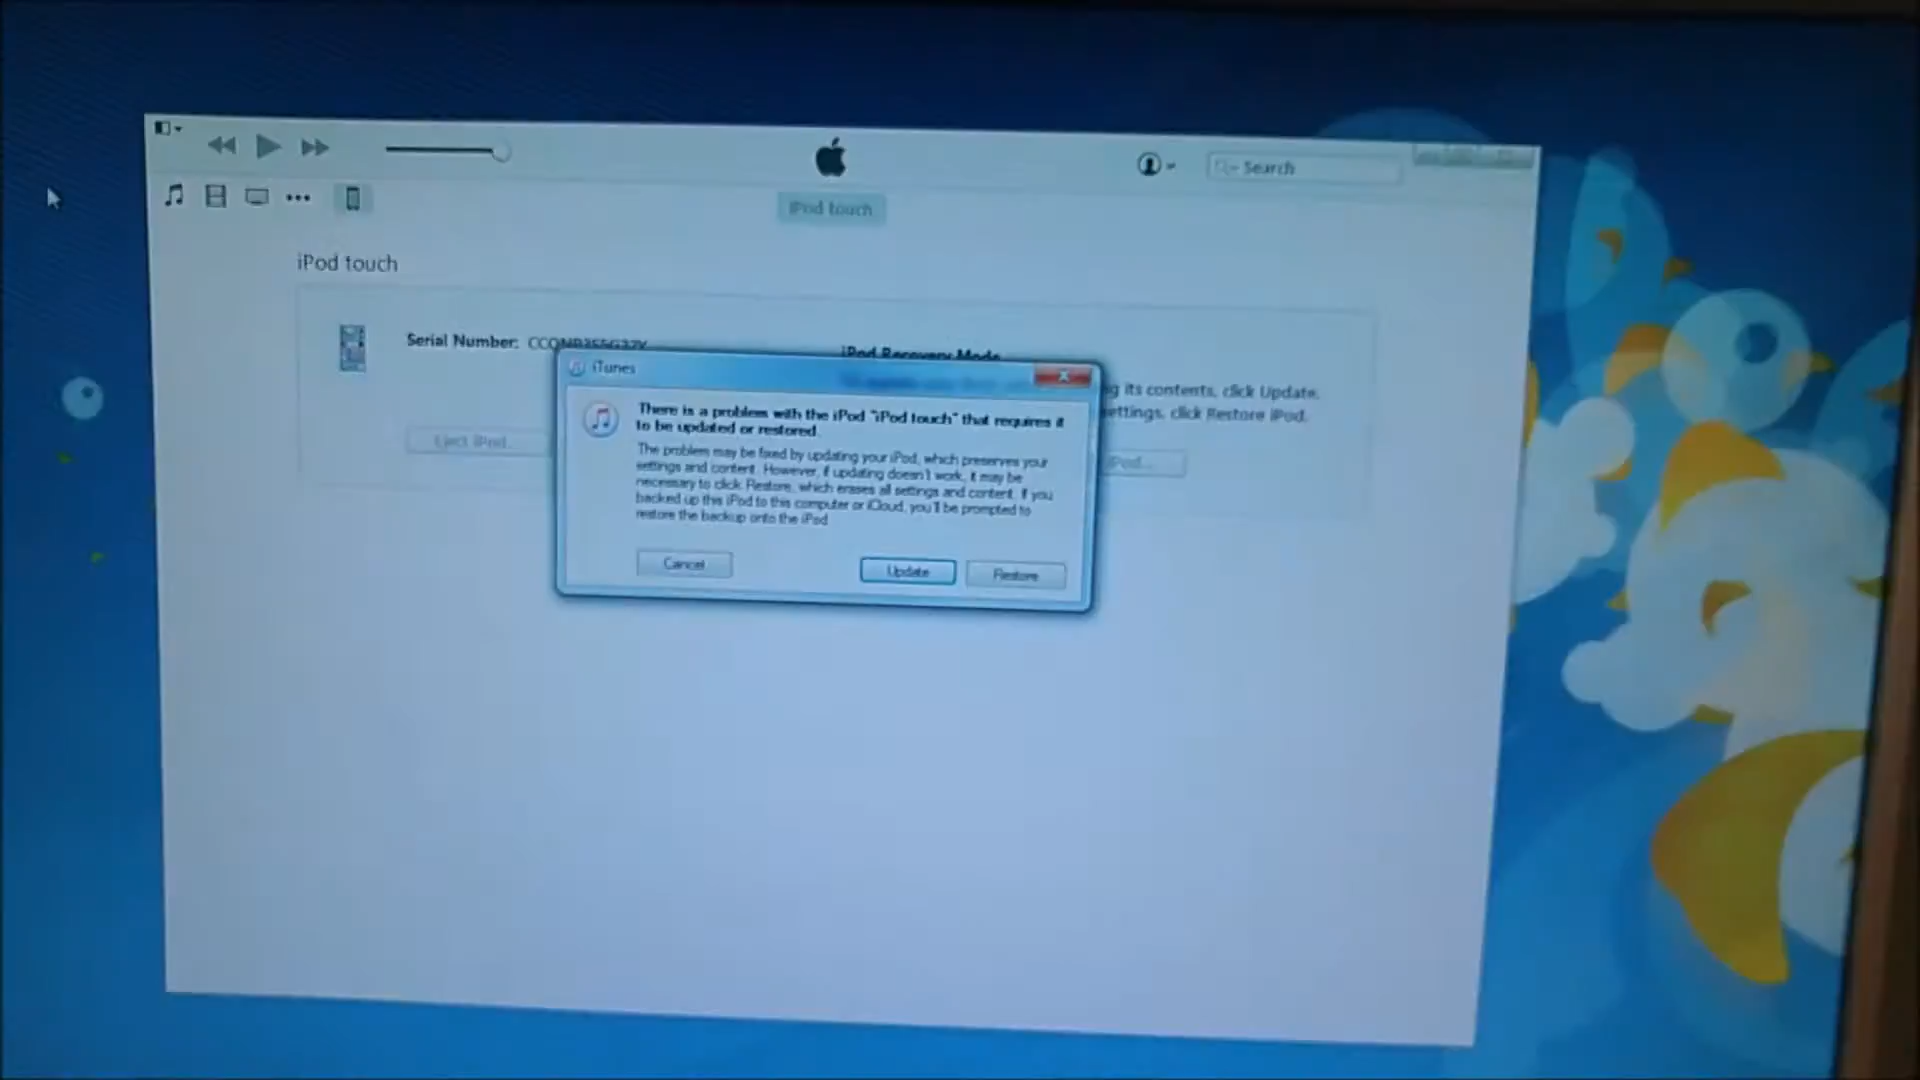 Search
iPod touch
iPod touch
Serial Number:
iPod Recovery Mode
g its contents, click Update.
settings, click Restore iPod.
Eject iPod...
iPod...
iTunes
There is a problem with the iPod "iPod touch" that requires it
to be updated or restored.
The problem may be fixed by updating your iPod, which preserves your
settings and content. However, if updating doesn't work, it may be
necessary to click Restore, which erases all settings and content. If you
backed up this iPod to this computer or iCloud, you'll be prompted to
restore the backup onto the iPod
Cancel
Update
Restore